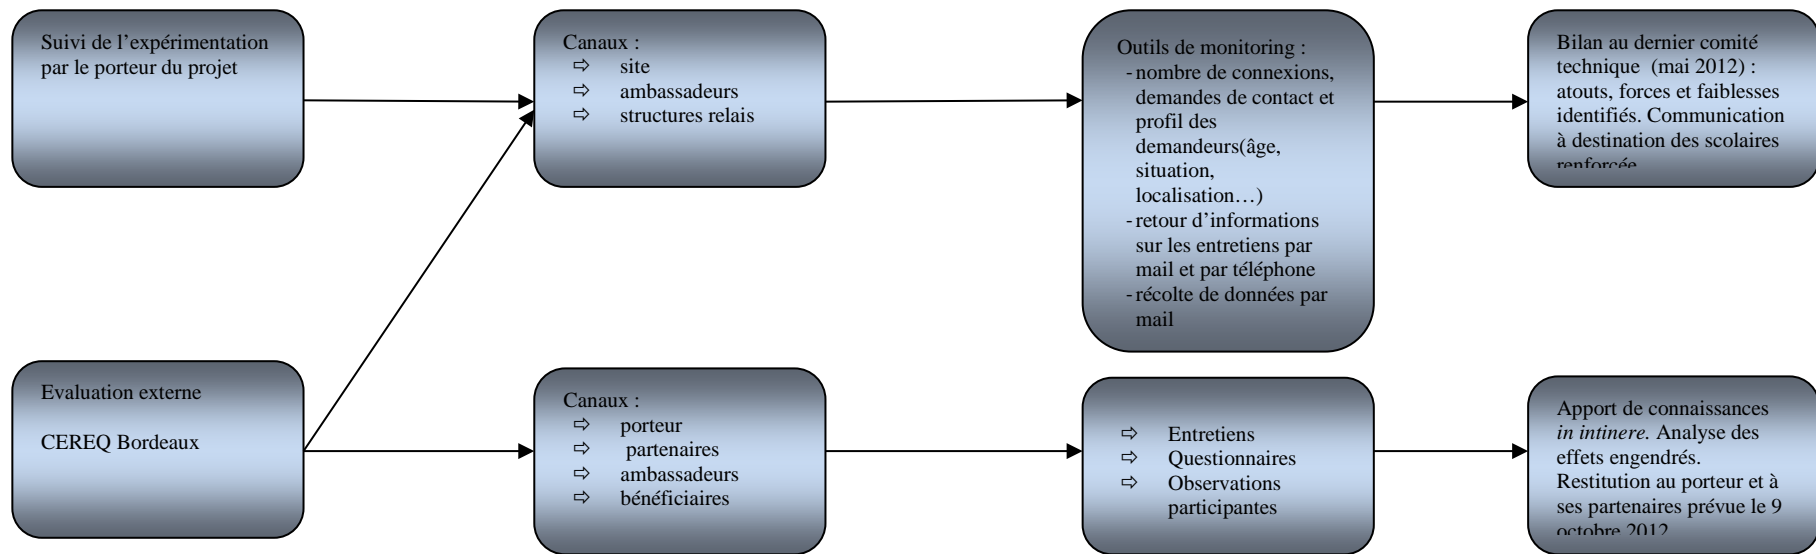 Suivi de l’expérimentation
par le porteur du projet
Canaux :
⇨ site
⇨ ambassadeurs
⇨ structures relais
Outils de monitoring :
- nombre de connexions,
demandes de contact et
profil des
demandeurs(âge,
situation,
localisation…)
- retour d’informations
sur les entretiens par
mail et par téléphone
- récolte de données par
mail
Bilan au dernier comité
technique (mai 2012) :
atouts, forces et faiblesses
identifiés. Communication
à destination des scolaires
renforcée
Evaluation externe
CEREQ Bordeaux
Canaux :
⇨ porteur
⇨ partenaires
⇨ ambassadeurs
⇨ bénéficiaires
⇨ Entretiens
⇨ Questionnaires
⇨ Observations
participantes
Apport de connaissances
in intinere. Analyse des
effets engendrés.
Restitution au porteur et à
ses partenaires prévue le 9
octobre 2012